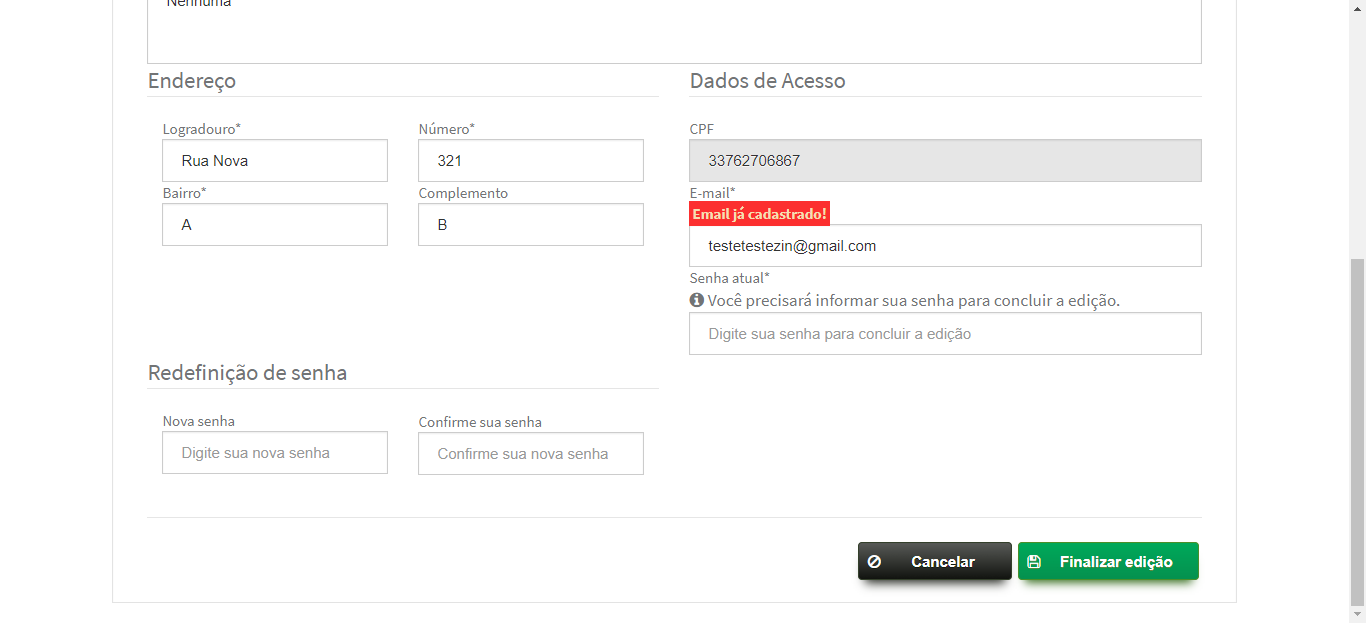 Nenhuma
Endereço
Dados de Acesso
Logradouro*
Número*
CPF
Rua Nova
321
33762706867
Bairro*
Complemento
E-mail*
Email já cadastrado!
A
B
testetestezin@gmail.com
Senha atual*
Você precisará informar sua senha para concluir a edição.
Digite sua senha para concluir a edição
Redefinição de senha
Nova senha
Confirme sua senha
Digite sua nova senha
Confirme sua nova senha
Cancelar
Finalizar edição